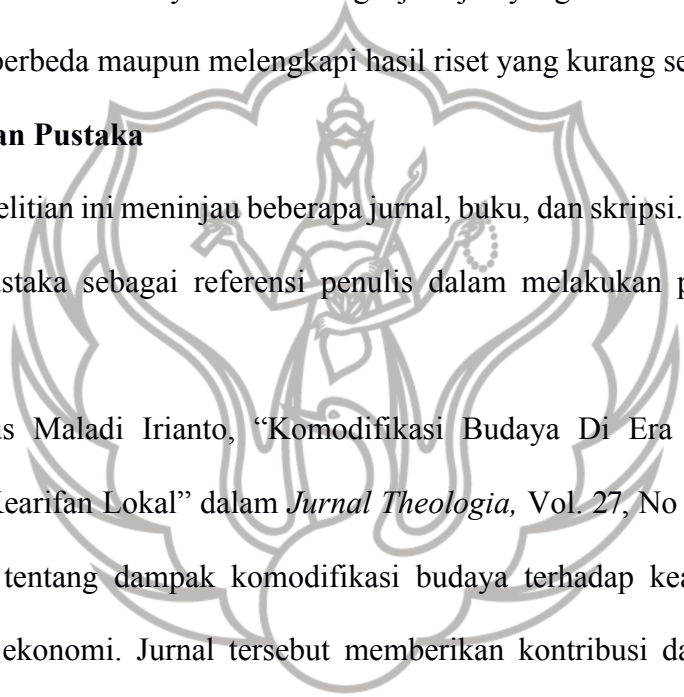 berbeda maupun melengkapi hasil riset yang kurang se
an Pustaka
elitian ini meninjau beberapa jurnal, buku, dan skripsi.
ustaka sebagai referensi penulis dalam melakukan p
us Maladi Irianto, “Komodifikasi Budaya Di Era
Kearifan Lokal” dalam Jurnal Theologia, Vol. 27, No
tentang dampak komodifikasi budaya terhadap kea
ekonomi. Jurnal tersebut memberikan kontribusi da